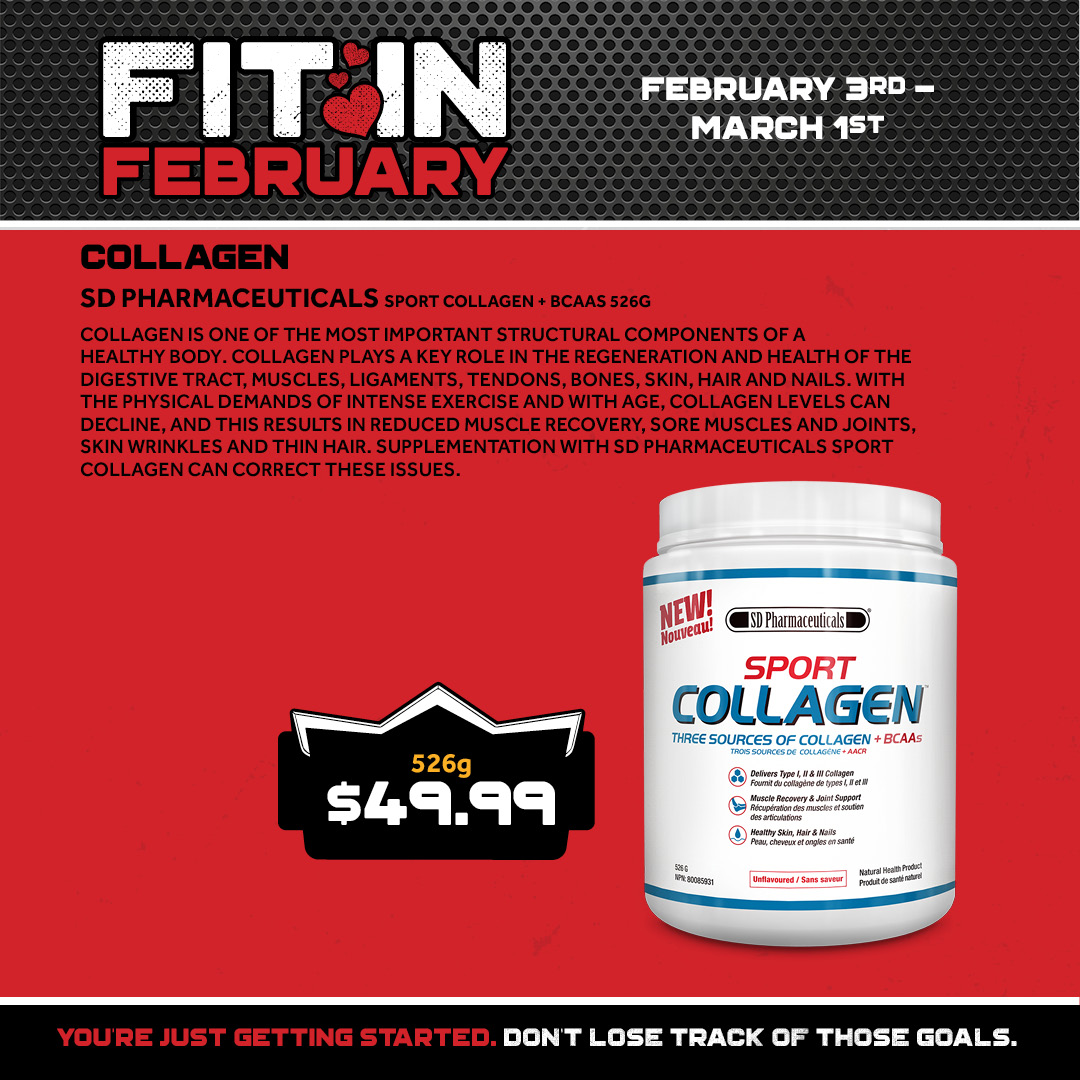 FIT IN
FEBRUARY
FEBRUARY 3RD –
MARCH 1ST
COLLAGEN
SD PHARMACEUTICALS SPORT COLLAGEN + BCAAS 526G
COLLAGEN IS ONE OF THE MOST IMPORTANT STRUCTURAL COMPONENTS OF A
HEALTHY BODY. COLLAGEN PLAYS A KEY ROLE IN THE REGENERATION AND HEALTH OF THE
DIGESTIVE TRACT, MUSCLES, LIGAMENTS, TENDONS, BONES, SKIN, HAIR AND NAILS. WITH
THE PHYSICAL DEMANDS OF INTENSE EXERCISE AND WITH AGE, COLLAGEN LEVELS CAN
DECLINE, AND THIS RESULTS IN REDUCED MUSCLE RECOVERY, SORE MUSCLES AND JOINTS,
SKIN WRINKLES AND THIN HAIR. SUPPLEMENTATION WITH SD PHARMACEUTICALS SPORT
COLLAGEN CAN CORRECT THESE ISSUES.
NEW!
Nouveau!
SD Pharmaceuticals®
SPORT
COLLAGEN™
THREE SOURCES OF COLLAGEN + BCAAs
TROIS SOURCES DE COLLAGÈNE + AACR
Delivers Type I, II & III Collagen
Fournit du collagène de types I, II et III
Muscle Recovery & Joint Support
Récupération des muscles et soutien
des articulations
Healthy Skin, Hair & Nails
Peau, cheveux et ongles en santé
526 G
NPN: 80085931
Unflavoured / Sans saveur
Natural Health Product
Produit de santé naturel
526g
$49.99
YOU'RE JUST GETTING STARTED. DON'T LOSE TRACK OF THOSE GOALS.